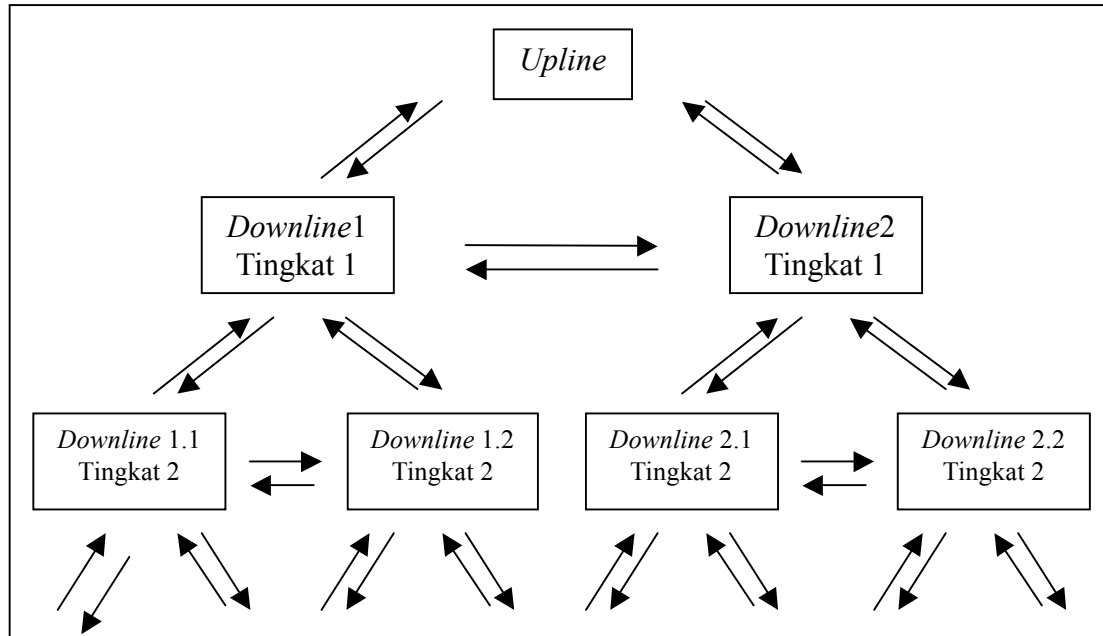 Upline
Downline1
Tingkat 1
Downline2
Tingkat 1
Downline 1.1
Tingkat 2
Downline 1.2
Tingkat 2
Downline 2.1
Tingkat 2
Downline 2.2
Tingkat 2